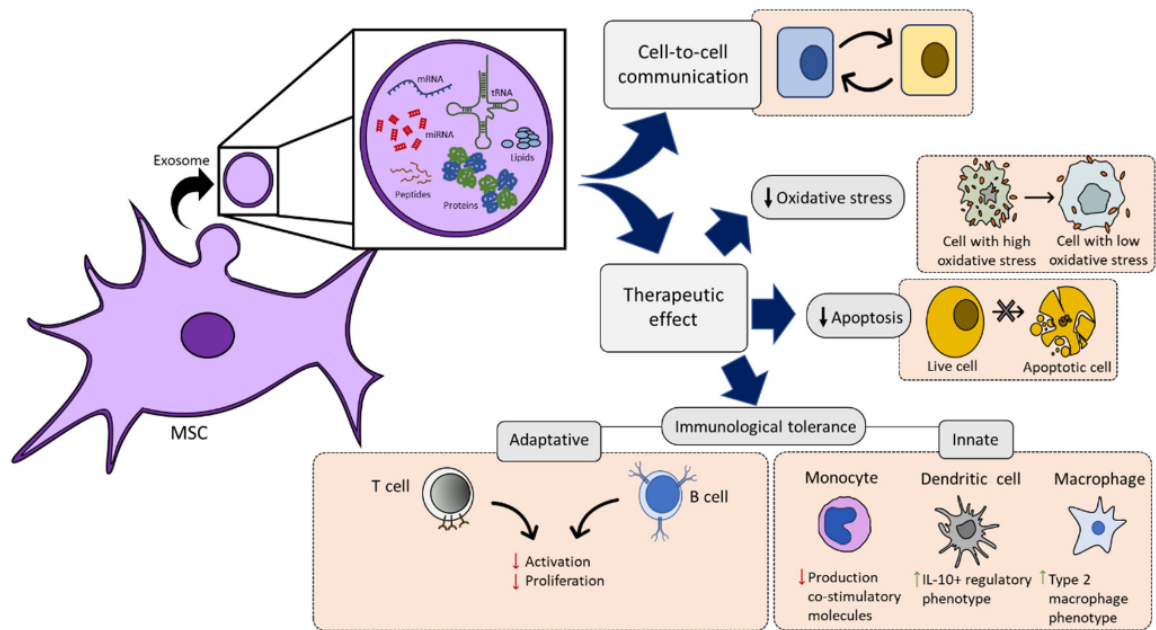 Exosome
MSC
mRNA
tRNA
miRNA
Lipids
Peptides
Proteins
Cell-to-cell
communication
Therapeutic
effect
↓ Oxidative stress
Cell with high
oxidative stress
Cell with low
oxidative stress
↓ Apoptosis
Live cell
Apoptotic cell
Immunological tolerance
Adaptative
Innate
T cell
B cell
↓ Activation
↓ Proliferation
Monocyte
↓ Production
co-stimulatory
molecules
Dendritic cell
↑ IL-10+ regulatory
phenotype
Macrophage
↑ Type 2
macrophage
phenotype